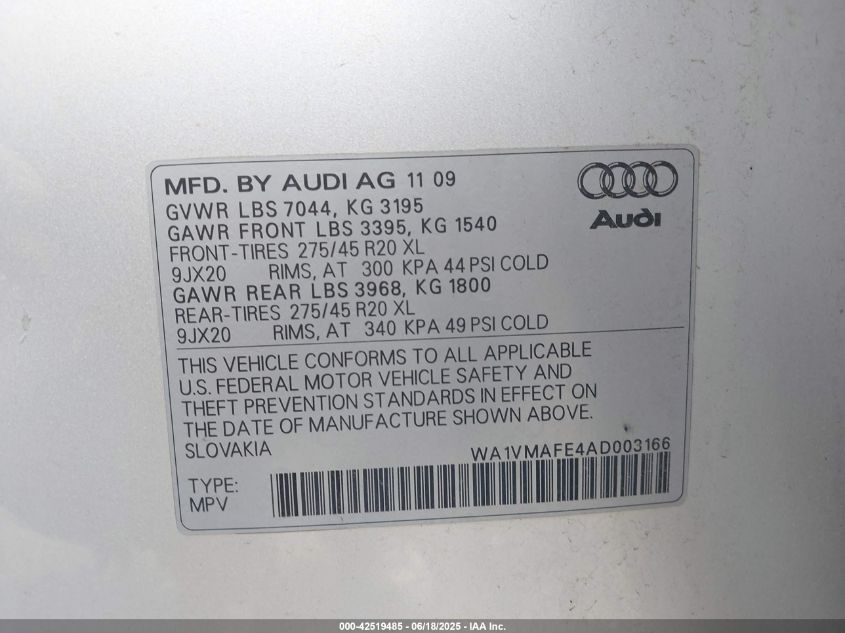 MFD. BY AUDI AG 11 09
GVWR LBS 7044, KG 3195
GAWR FRONT LBS 3395, KG 1540
FRONT-TIRES 275/45 R20 XL
9JX20 RIMS, AT 300 KPA 44 PSI COLD
GAWR REAR LBS 3968, KG 1800
REAR-TIRES 275/45 R20 XL
9JX20 RIMS, AT 340 KPA 49 PSI COLD
Audi
THIS VEHICLE CONFORMS TO ALL APPLICABLE
U.S. FEDERAL MOTOR VEHICLE SAFETY AND
THEFT PREVENTION STANDARDS IN EFFECT ON
THE DATE OF MANUFACTURE SHOWN ABOVE.
SLOVAKIA
WA1VMAFE4AD003166
TYPE:
MPV
000-42519485 - 06/18/2025 - IAA Inc.